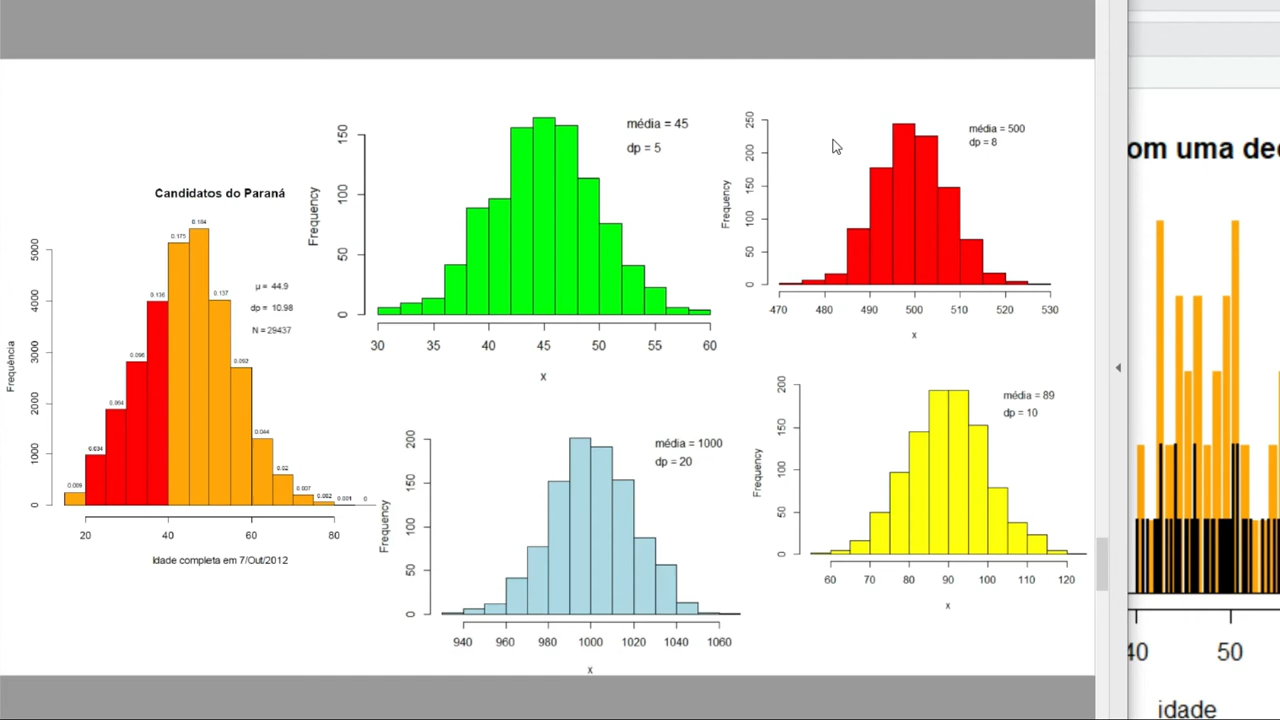 Candidatos do Paraná
Frequência
5000
4000
3000
2000
1000
0
0.009
0.034
0.064
0.096
0.136
0.175
0.184
0.137
0.092
0.044
0.02
0.007
0.002
0.001
0
μ = 44.9
dp = 10.98
N = 29437
20 40 60 80
Idade completa em 7/Out/2012
média = 45
dp = 5
Frequency
150
100
50
0
30 35 40 45 50 55 60
x
média = 500
dp = 8
Frequency
250
200
150
100
50
0
470 480 490 500 510 520 530
x
média = 1000
dp = 20
Frequency
200
150
100
50
0
940 960 980 1000 1020 1040 1060
x
média = 89
dp = 10
Frequency
200
150
100
50
0
60 70 80 90 100 110 120
x
om uma de
40 50
idade